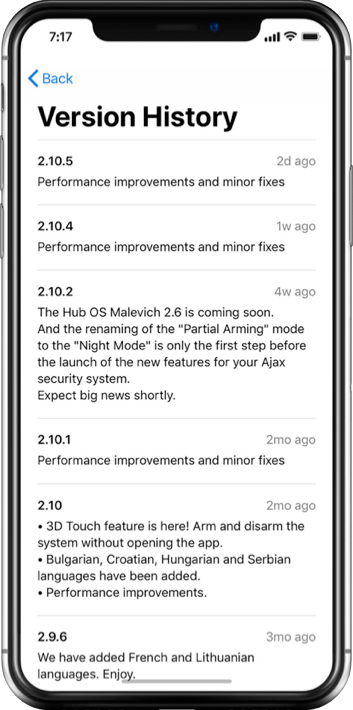 7:17
Back
Version History
2.10.5 2d ago
Performance improvements and minor fixes
2.10.4 1w ago
Performance improvements and minor fixes
2.10.2 4w ago
The Hub OS Malevich 2.6 is coming soon.
And the renaming of the "Partial Arming" mode
to the "Night Mode" is only the first step before
the launch of the new features for your Ajax
security system.
Expect big news shortly.
2.10.1 2mo ago
Performance improvements and minor fixes
2.10 2mo ago
• 3D Touch feature is here! Arm and disarm the
system without opening the app.
• Bulgarian, Croatian, Hungarian and Serbian
languages have been added.
• Performance improvements.
2.9.6 3mo ago
We have added French and Lithuanian
languages. Enjoy.